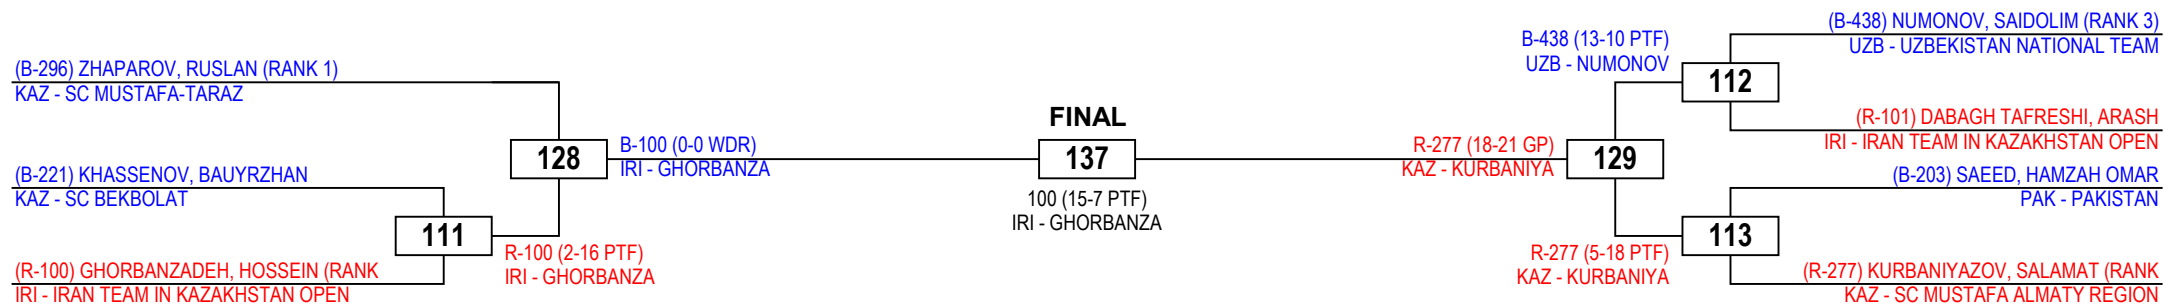 (B-296) ZHAPAROV, RUSLAN (RANK 1)
KAZ - SC MUSTAFA-TARAZ
(B-221) KHASSENOV, BAUYRZHAN
KAZ - SC BEKBOLAT
111
(R-100) GHORBANZADEH, HOSSEIN (RANK
IRI - IRAN TEAM IN KAZAKHSTAN OPEN
R-100 (2-16 PTF)
IRI - GHORBANZA
128
B-100 (0-0 WDR)
IRI - GHORBANZA
FINAL
137
100 (15-7 PTF)
IRI - GHORBANZA
R-277 (18-21 GP)
KAZ - KURBANIYA
129
B-438 (13-10 PTF)
UZB - NUMONOV
112
(B-438) NUMONOV, SAIDOLIM (RANK 3)
UZB - UZBEKISTAN NATIONAL TEAM
(R-101) DABAGH TAFRESHI, ARASH
IRI - IRAN TEAM IN KAZAKHSTAN OPEN
(B-203) SAEED, HAMZAH OMAR
PAK - PAKISTAN
113
R-277 (5-18 PTF)
KAZ - KURBANIYA
(R-277) KURBANIYAZOV, SALAMAT (RANK
KAZ - SC MUSTAFA ALMATY REGION